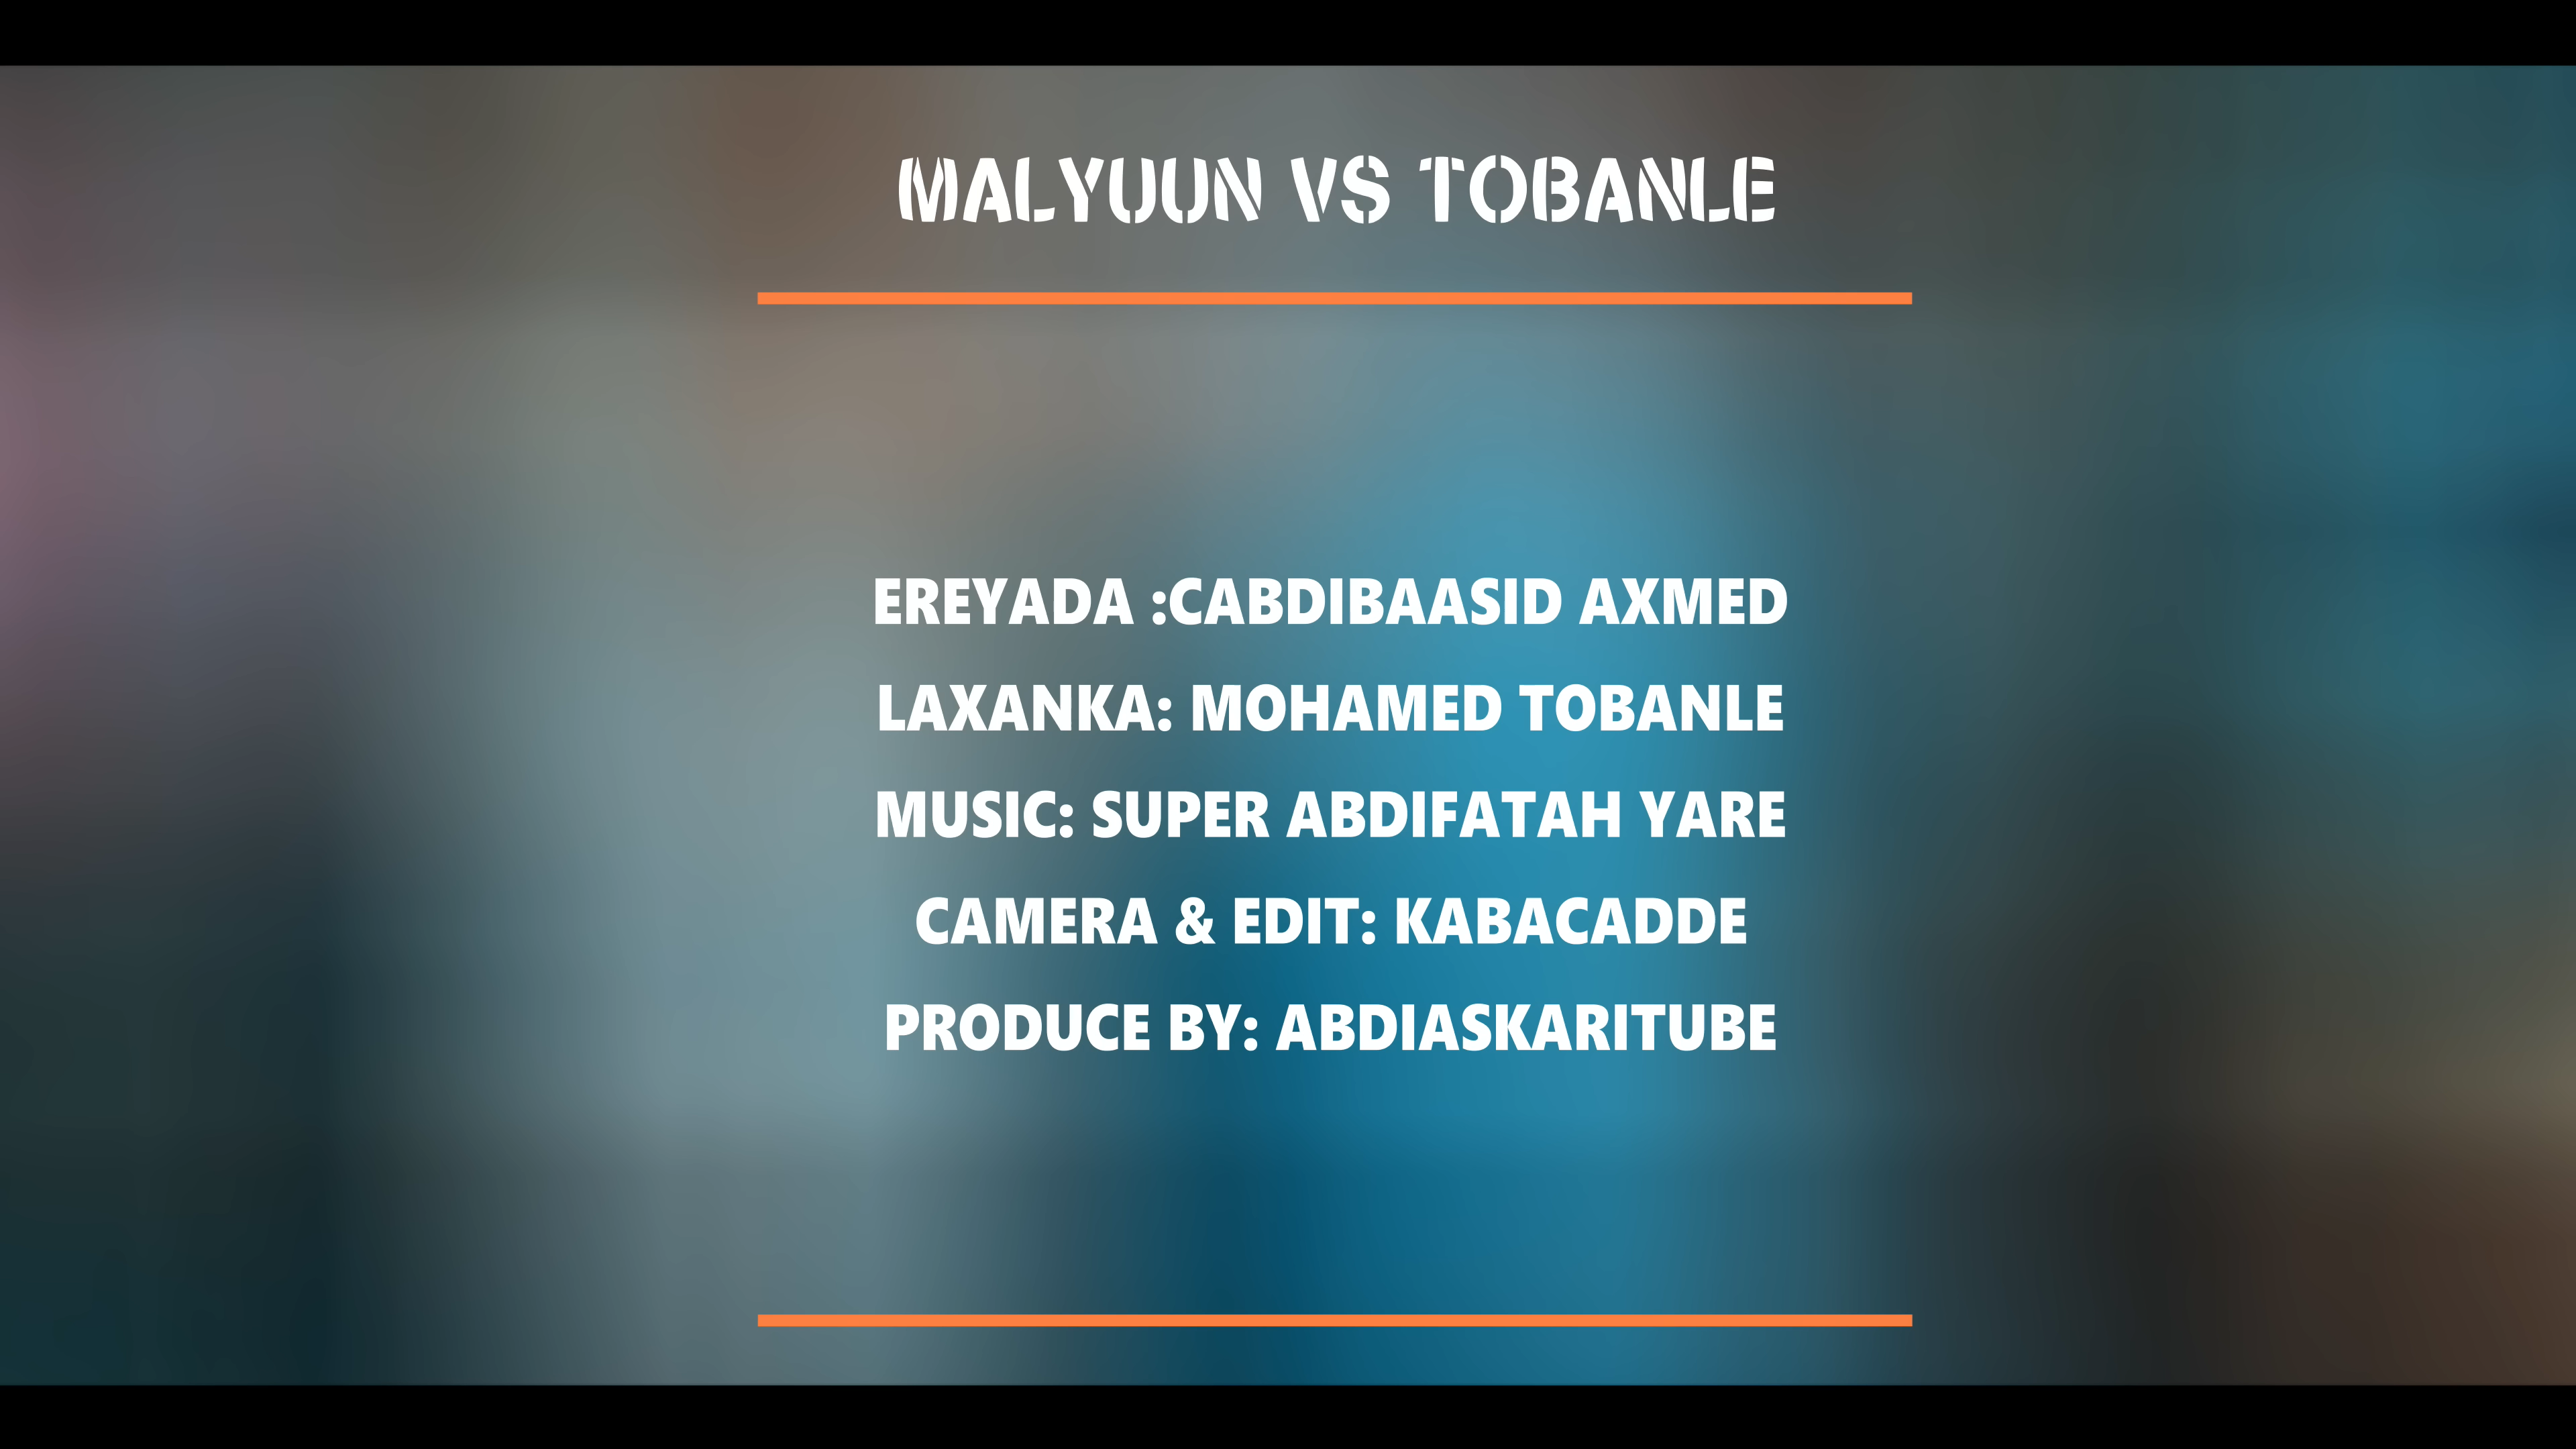 MALYUUN VS TOBANLE
EREYADA :CABDIBAASID AXMED
LAXANKA: MOHAMED TOBANLE
MUSIC: SUPER ABDIFATAH YARE
CAMERA & EDIT: KABACADDE
PRODUCE BY: ABDIASKARITUBE